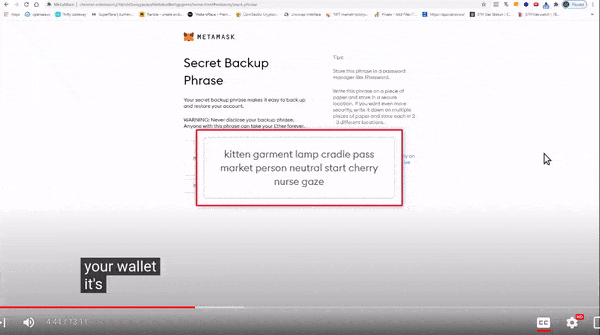 METAMASK
Secret Backup
Phrase
Your secret backup phrase makes it easy to back up
and restore your account.
WARNING: Never disclose your backup phrase.
Anyone with this phrase can take your Ether forever.
Tips:
Store this phrase in a password
manager like 1Password.
Write this phrase on a piece of
paper and store in a secure
location. If you want even more
security, write it down on multiple
pieces of paper and store each in 2
- 3 different locations.
kitten garment lamp cradle pass
market person neutral start cherry
nurse gaze
your wallet
it's
4:44 / 13:11
CC
HD